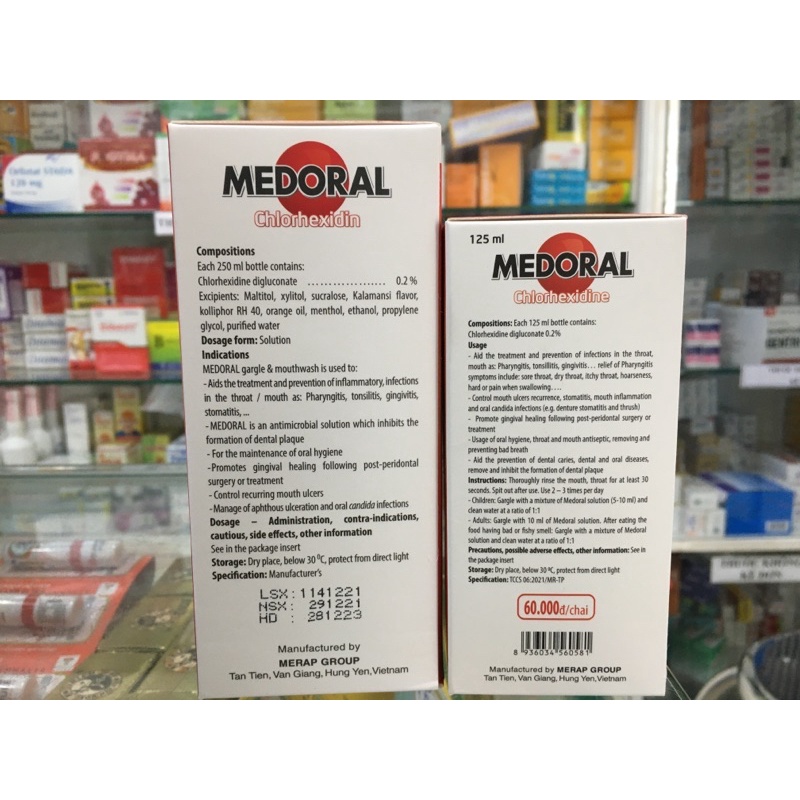 MEDORAL
Chlorhexidin
Compositions
Each 250 ml bottle contains:
Chlorhexidine digluconate .................. 0.2 %
Excipients: Maltitol, xylitol, sucralose, Kalamansi flavor,
kolliphor RH 40, orange oil, menthol, ethanol, propylene
glycol, purified water
Dosage form: Solution
Indications
MEDORAL gargle & mouthwash is used to:
- Aids the treatment and prevention of inflammatory, infections
in the throat / mouth as: Pharyngitis, tonsilitis, gingivitis,
stomatitis, ...
- MEDORAL is an antimicrobial solution which inhibits the
formation of dental plaque
- For the maintenance of oral hygiene
- Promotes gingival healing following post-peridontal
surgery or treatment
- Control recurring mouth ulcers
- Manage of aphthous ulceration and oral candida infections
Dosage – Administration, contra-indications,
cautious, side effects, other information
See in the package insert
Storage: Dry place, below 30 ⁰C, protect from direct light
Specification: Manufacturer's
LSX: 1141221
NSX: 291221
HD : 281223
Manufactured by
MERAP GROUP
Tan Tien, Van Giang, Hung Yen,Vietnam
125 ml
MEDORAL
Chlorhexidine
Compositions: Each 125 ml bottle contains:
Chlorhexidine digluconate 0.2%
Usage
- Aid the treatment and prevention of infections in the throat,
mouth as: Pharyngitis, tonsillitis, gingivitis… relief of Pharyngitis
symptoms include: sore throat, dry throat, itchy throat, hoarseness,
hard or pain when swallowing….
- Control mouth ulcers recurrence, stomatitis, mouth inflammation
and oral candida infections (e.g. denture stomatitis and thrush)
- Promote gingival healing following post-peridontal surgery or
treatment
- Usage of oral hygiene, throat and mouth antiseptic, removing and
preventing bad breath
- Aid the prevention of dental caries, dental and oral diseases,
remove and inhibit the formation of dental plaque
Instructions: Thoroughly rinse the mouth, throat for at least 30
seconds. Spit out after use. Use 2 – 3 times per day
- Children: Gargle with a mixture of Medoral solution (5-10 ml) and
clean water at a ratio of 1:1
- Adults: Gargle with 10 ml of Medoral solution. After eating the
food having bad or fishy smell: Gargle with a mixture of Medoral
solution and clean water at a ratio of 1:1
Precautions, possible adverse effects, other information: See in
the package insert
Storage: Dry place, below 30 ⁰C, protect from direct light
Specification: TCCS 06:2021/MR-TP
60.000đ/chai
8 936034 560581
Manufactured by MERAP GROUP
Tan Tien, Van Giang, Hung Yen,Vietnam